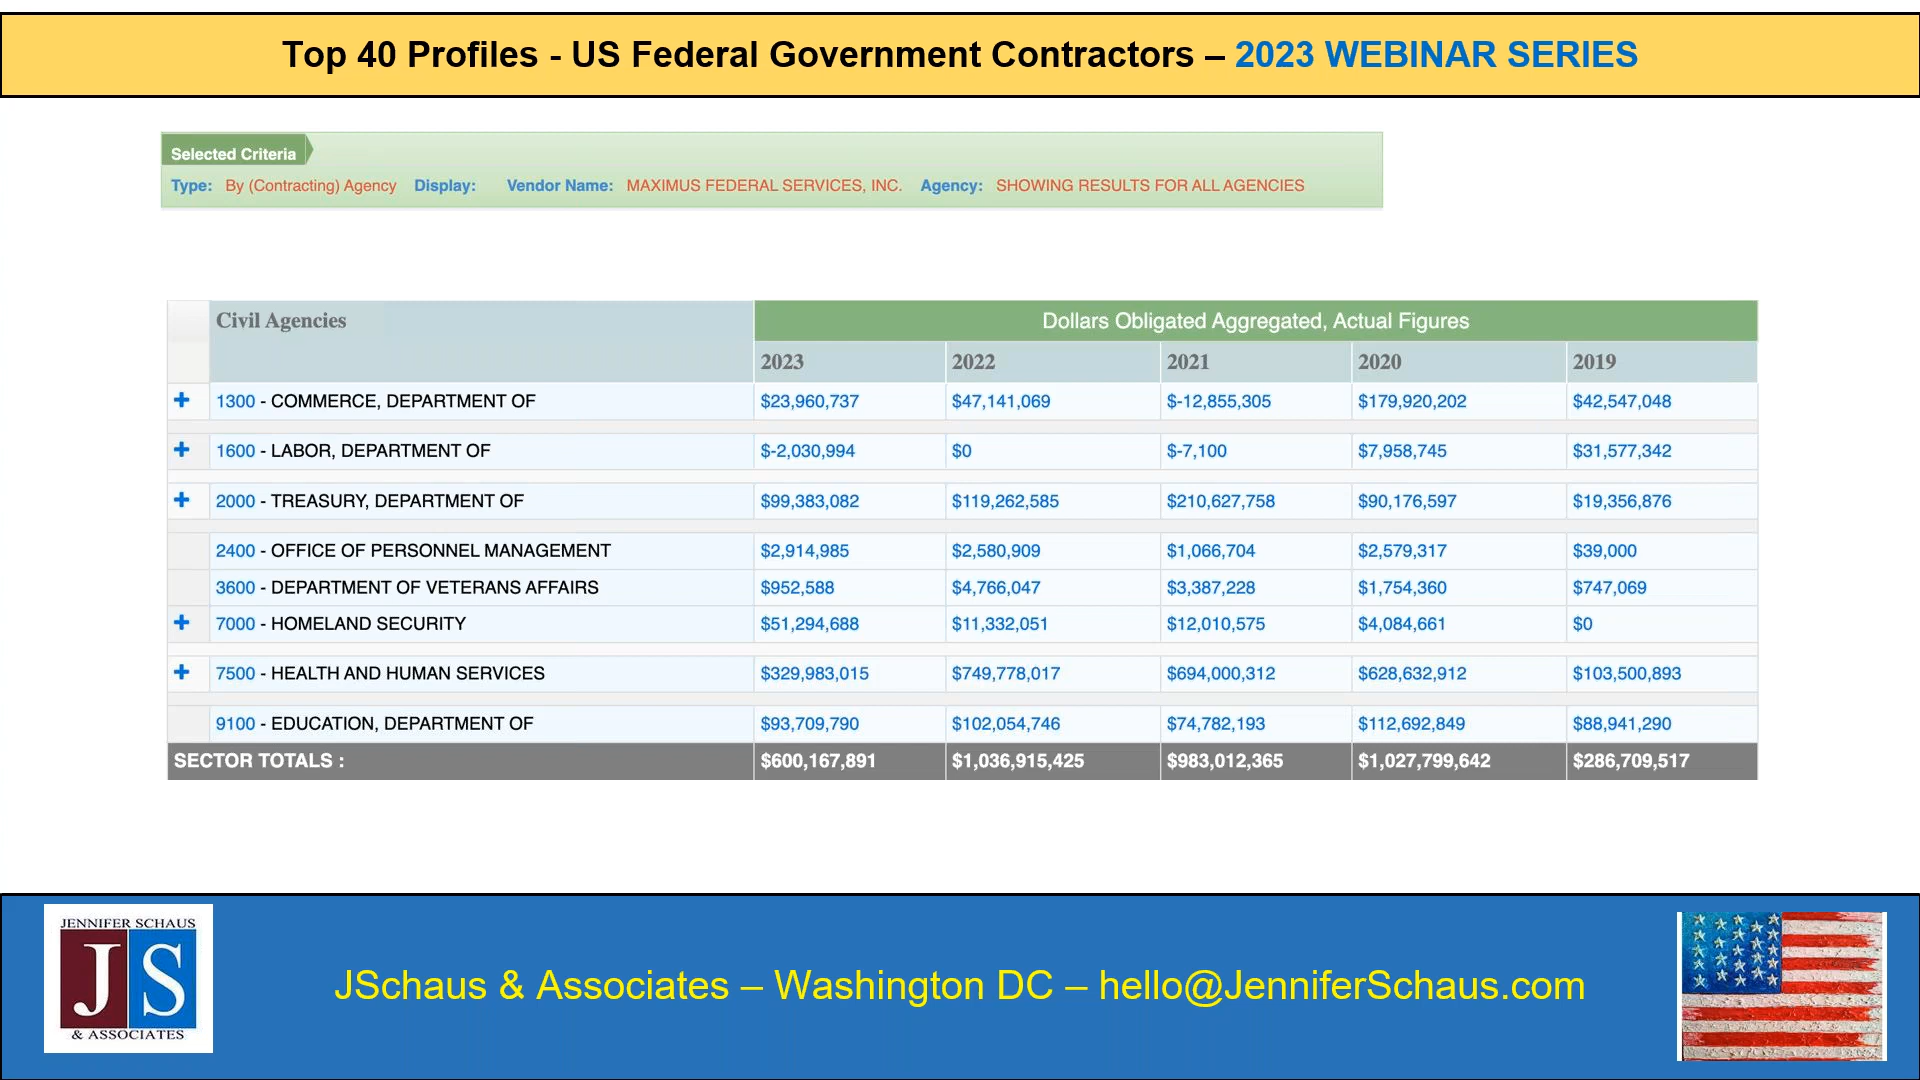 Top 40 Profiles - US Federal Government Contractors – 2023 WEBINAR SERIES
Selected Criteria
Type: By (Contracting) Agency Display: Vendor Name: MAXIMUS FEDERAL SERVICES, INC. Agency: SHOWING RESULTS FOR ALL AGENCIES
Civil Agencies Dollars Obligated Aggregated, Actual Figures
2023 2022 2021 2020 2019
1300 - COMMERCE, DEPARTMENT OF $23,960,737 $47,141,069 $-12,855,305 $179,920,202 $42,547,048
1600 - LABOR, DEPARTMENT OF $-2,030,994 $0 $-7,100 $7,958,745 $31,577,342
2000 - TREASURY, DEPARTMENT OF $99,383,082 $119,262,585 $210,627,758 $90,176,597 $19,356,876
2400 - OFFICE OF PERSONNEL MANAGEMENT $2,914,985 $2,580,909 $1,066,704 $2,579,317 $39,000
3600 - DEPARTMENT OF VETERANS AFFAIRS $952,588 $4,766,047 $3,387,228 $1,754,360 $747,069
7000 - HOMELAND SECURITY $51,294,688 $11,332,051 $12,010,575 $4,084,661 $0
7500 - HEALTH AND HUMAN SERVICES $329,983,015 $749,778,017 $694,000,312 $628,632,912 $103,500,893
9100 - EDUCATION, DEPARTMENT OF $93,709,790 $102,054,746 $74,782,193 $112,692,849 $88,941,290
SECTOR TOTALS : $600,167,891 $1,036,915,425 $983,012,365 $1,027,799,642 $286,709,517
JENNIFER SCHAUS
JS
& ASSOCIATES
JSchaus & Associates – Washington DC – hello@JenniferSchaus.com